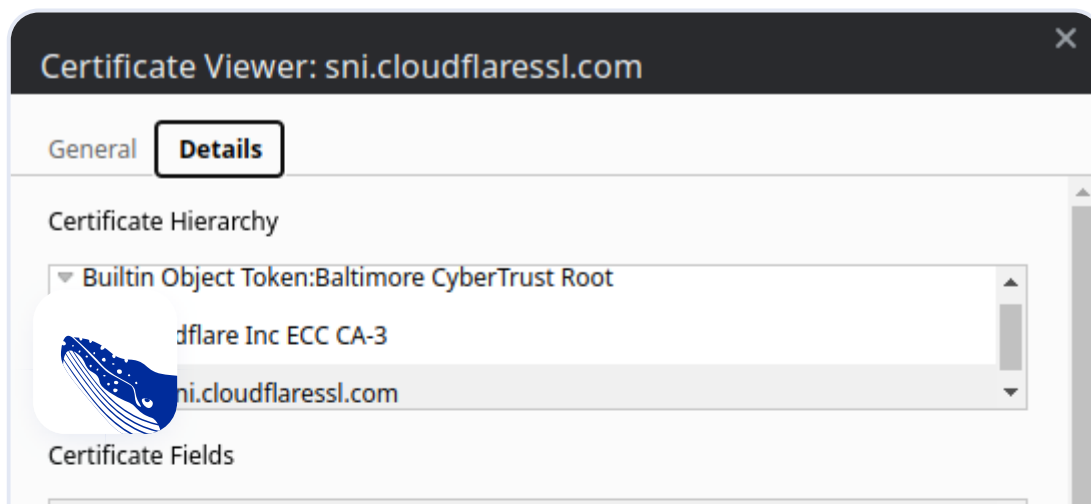 Certificate Viewer: sni.cloudflaressl.com
General Details
Certificate Hierarchy
Builtin Object Token:Baltimore CyberTrust Root
dflare Inc ECC CA-3
ni.cloudflaressl.com
Certificate Fields